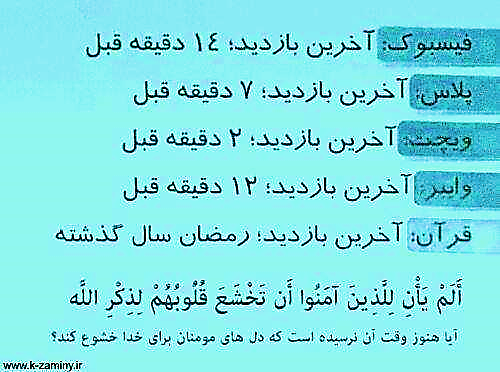 فیسبوک: آخرین بازدید؛ ۱۴ دقیقه قبل
پلاس: آخرین بازدید؛ ۷ دقیقه قبل
ویچت: آخرین بازدید؛ ۲ دقیقه قبل
وایبر: آخرین بازدید؛ ۱۲ دقیقه قبل
قرآن: آخرین بازدید؛ رمضان سال گذشته
أَلَمْ يَأْنِ لِلَّذِينَ آمَنُوا أَن تَخْشَعَ قُلُوبُهُمْ لِذِكْرِ اللَّه
آیا هنوز وقت آن نرسیده است که دل های مومنان برای خدا خشوع کند؟
www.k-zaminy.ir